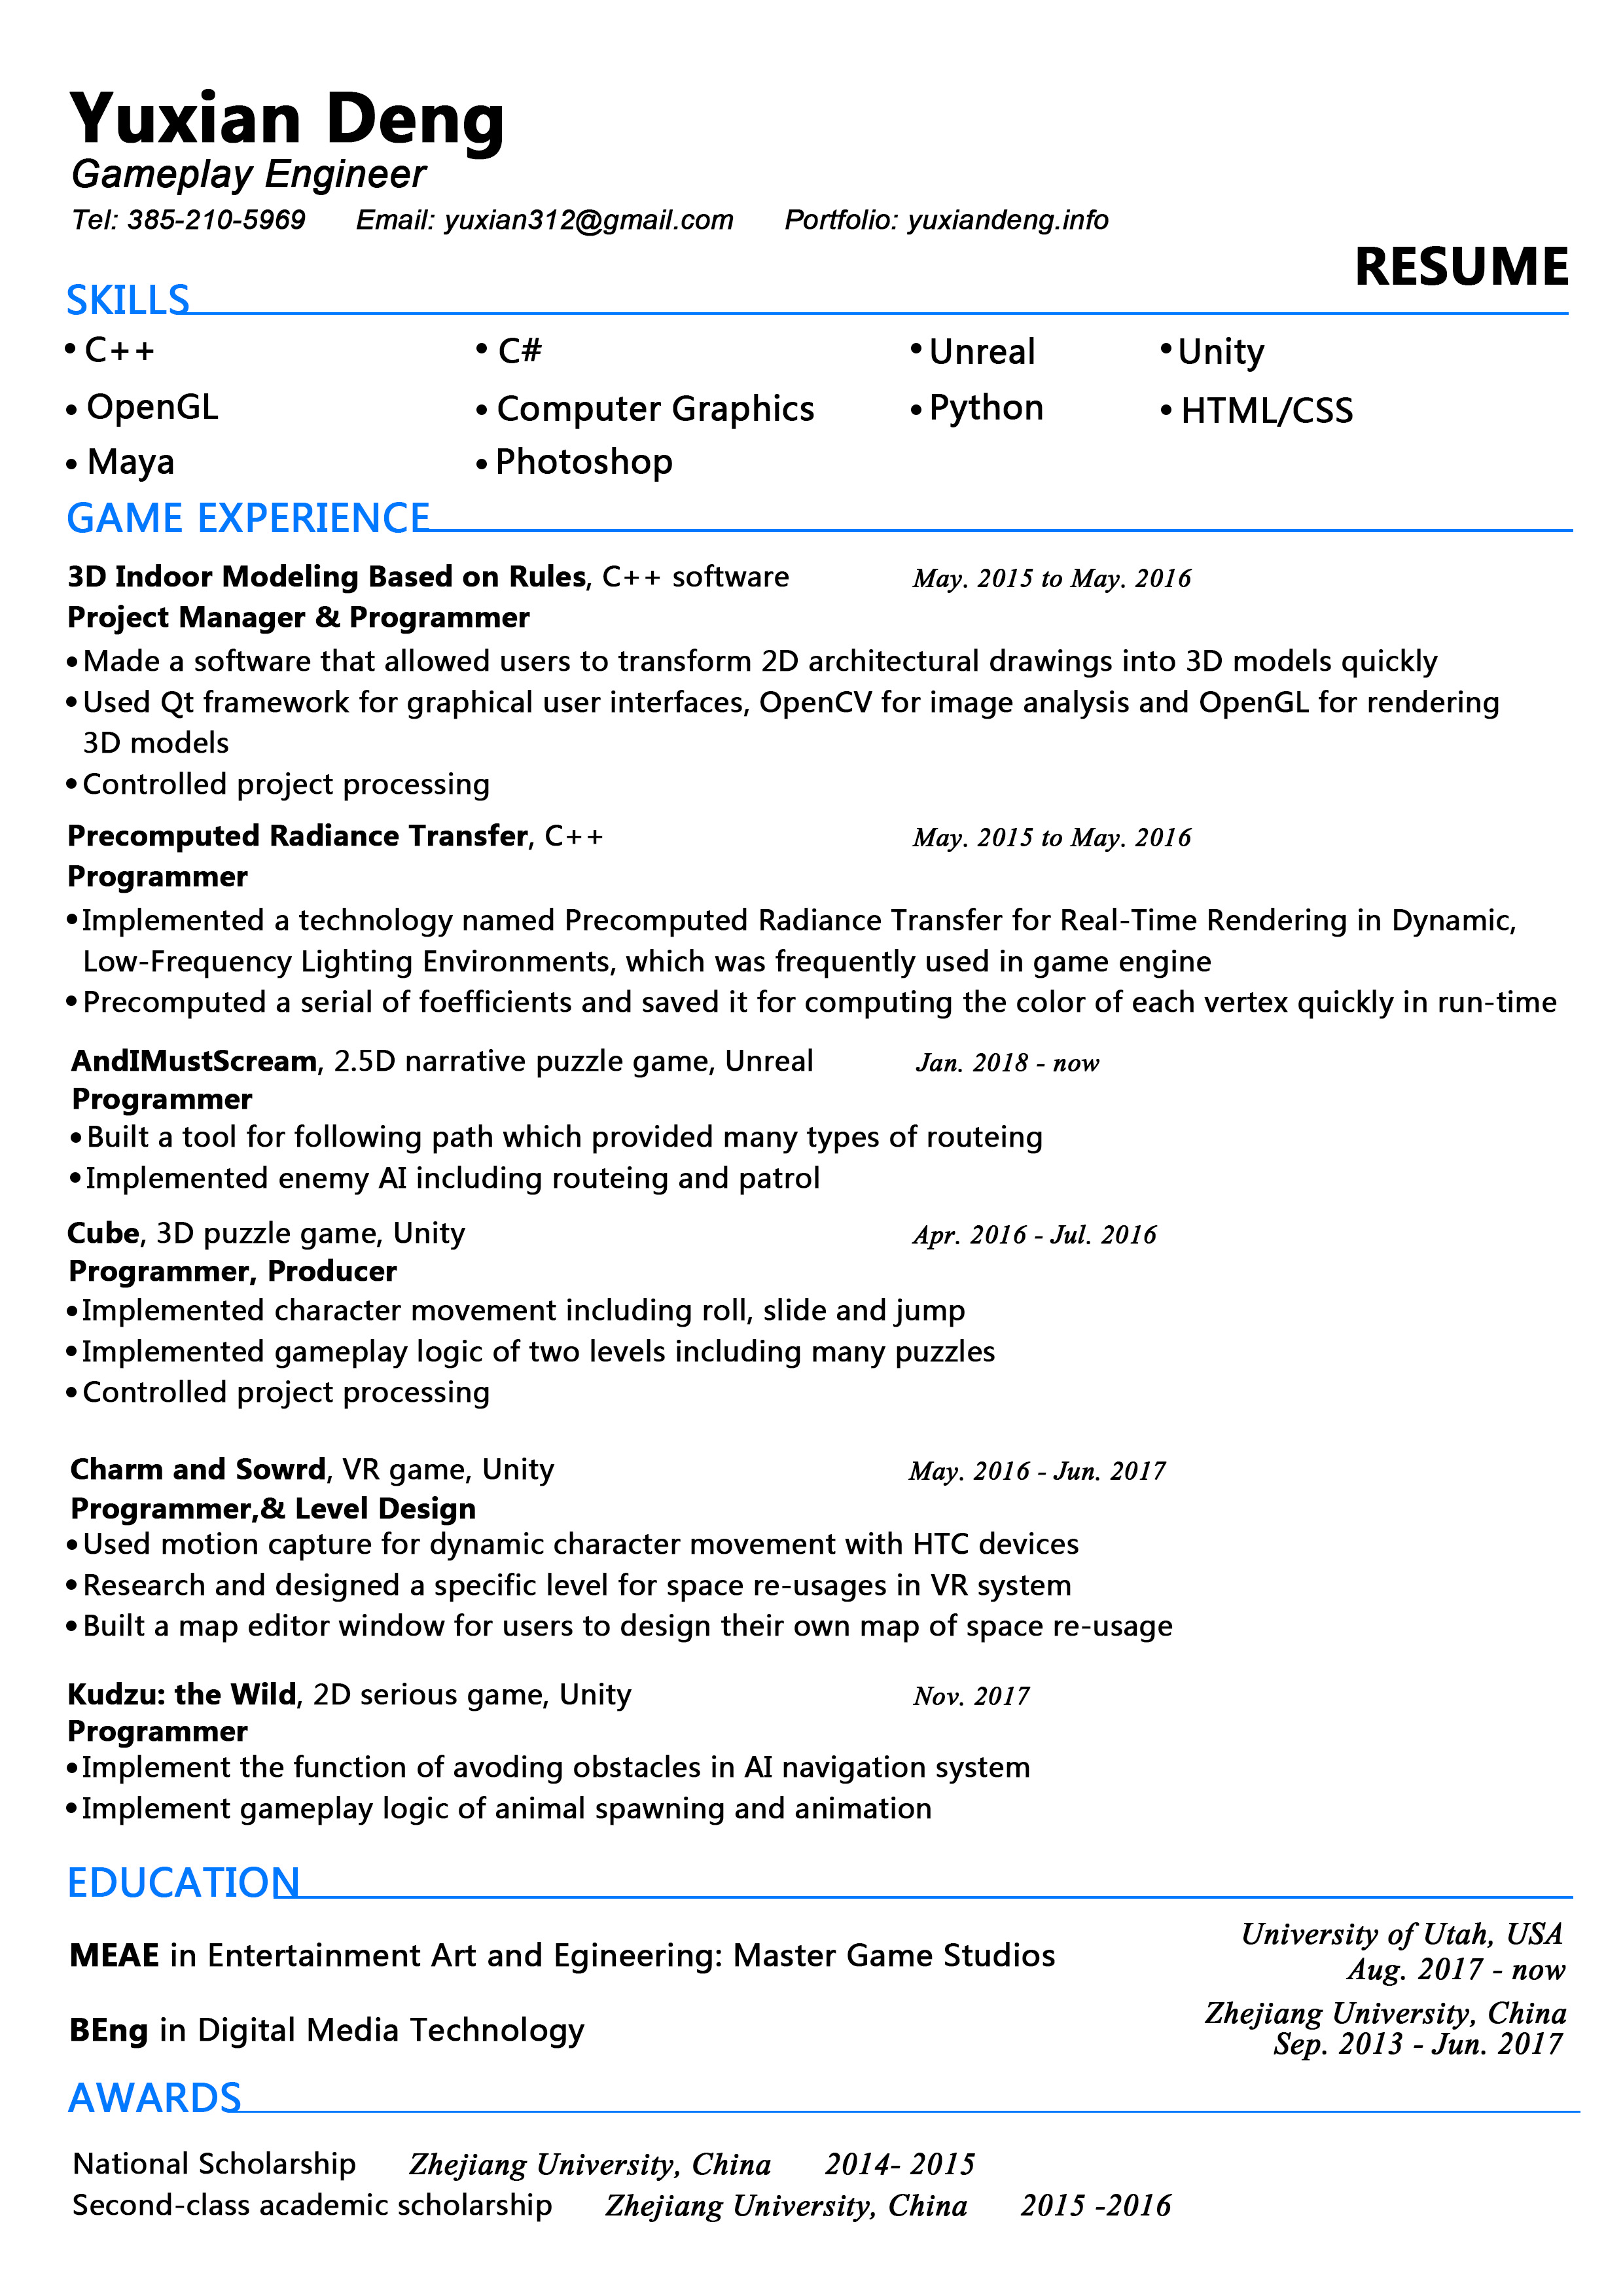 Yuxian Deng
Gameplay Engineer
Tel: 385-210-5969 Email: yuxian312@gmail.com Portfolio: yuxiandeng.info
RESUME
SKILLS
• C++ • C# • Unreal • Unity
• OpenGL • Computer Graphics • Python • HTML/CSS
• Maya • Photoshop
GAME EXPERIENCE
3D Indoor Modeling Based on Rules, C++ software May. 2015 to May. 2016
Project Manager & Programmer
• Made a software that allowed users to transform 2D architectural drawings into 3D models quickly
• Used Qt framework for graphical user interfaces, OpenCV for image analysis and OpenGL for rendering
3D models
• Controlled project processing
Precomputed Radiance Transfer, C++ May. 2015 to May. 2016
Programmer
• Implemented a technology named Precomputed Radiance Transfer for Real-Time Rendering in Dynamic,
Low-Frequency Lighting Environments, which was frequently used in game engine
• Precomputed a serial of foefficients and saved it for computing the color of each vertex quickly in run-time
AndIMustScream, 2.5D narrative puzzle game, Unreal Jan. 2018 - now
Programmer
• Built a tool for following path which provided many types of routeing
• Implemented enemy AI including routeing and patrol
Cube, 3D puzzle game, Unity Apr. 2016 - Jul. 2016
Programmer, Producer
• Implemented character movement including roll, slide and jump
• Implemented gameplay logic of two levels including many puzzles
• Controlled project processing
Charm and Sowrd, VR game, Unity May. 2016 - Jun. 2017
Programmer,& Level Design
• Used motion capture for dynamic character movement with HTC devices
• Research and designed a specific level for space re-usages in VR system
• Built a map editor window for users to design their own map of space re-usage
Kudzu: the Wild, 2D serious game, Unity Nov. 2017
Programmer
• Implement the function of avoding obstacles in AI navigation system
• Implement gameplay logic of animal spawning and animation
EDUCATION
University of Utah, USA
MEAE in Entertainment Art and Egineering: Master Game Studios
Aug. 2017 - now
Zhejiang University, China
BEng in Digital Media Technology
Sep. 2013 - Jun. 2017
AWARDS
National Scholarship Zhejiang University, China 2014- 2015
Second-class academic scholarship Zhejiang University, China 2015 -2016